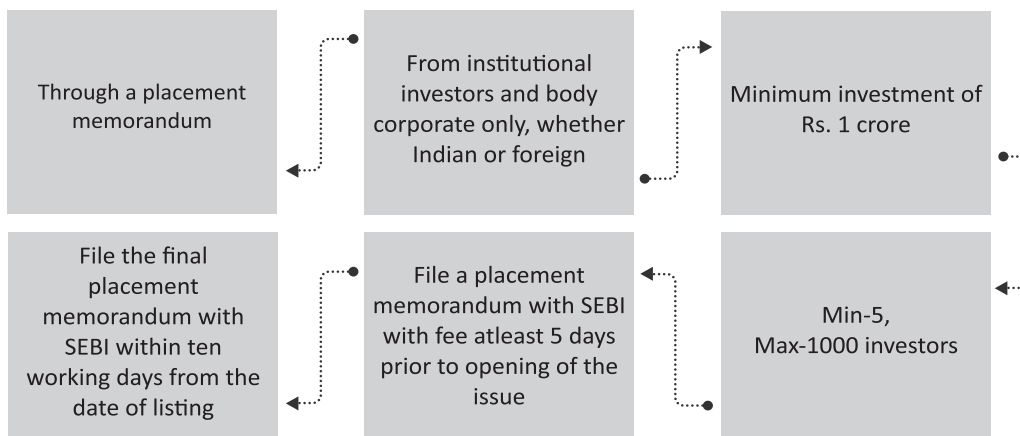 Through a placement
memorandum
From institutional
investors and body
corporate only, whether
Indian or foreign
Minimum investment of
Rs. 1 crore
File the final
placement
memorandum with
SEBI within ten
working days from the
date of listing
File a placement
memorandum with SEBI
with fee atleast 5 days
prior to opening of the
issue
Min-5,
Max-1000 investors